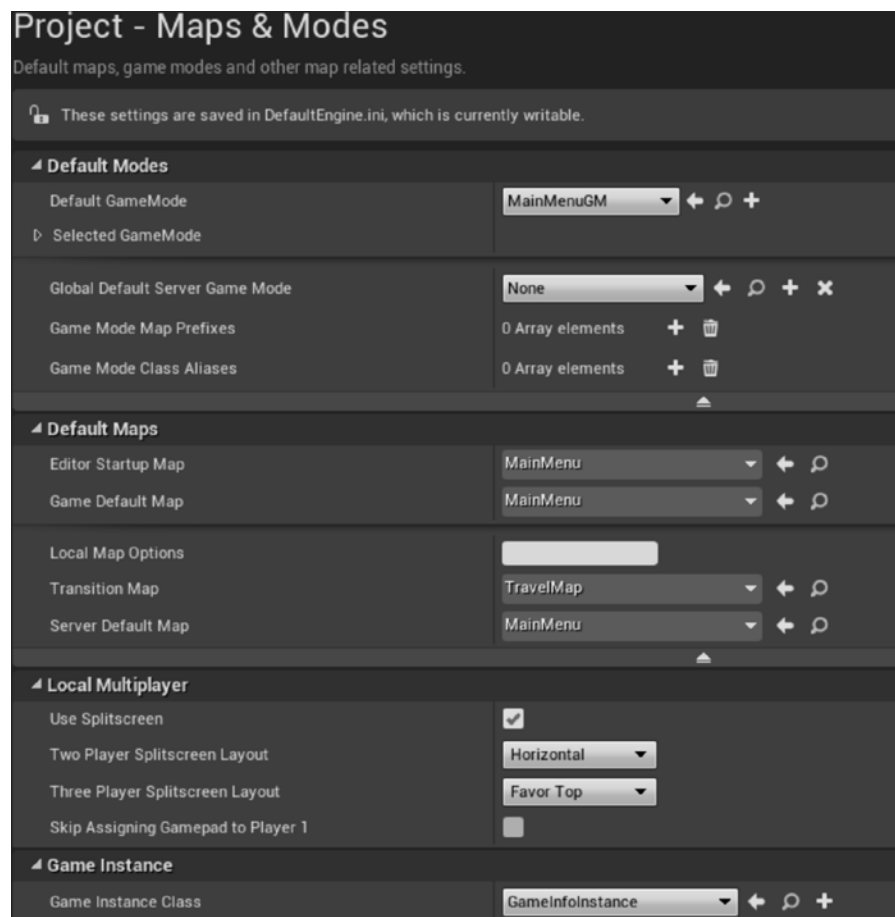 Project - Maps & Modes
Default maps, game modes and other map related settings.
These settings are saved in DefaultEngine.ini, which is currently writable.
Default Modes
Default GameMode MainMenuGM
Selected GameMode
Global Default Server Game Mode None
Game Mode Map Prefixes 0 Array elements
Game Mode Class Aliases 0 Array elements
Default Maps
Editor Startup Map MainMenu
Game Default Map MainMenu
Local Map Options
Transition Map TravelMap
Server Default Map MainMenu
Local Multiplayer
Use Splitscreen
Two Player Splitscreen Layout Horizontal
Three Player Splitscreen Layout Favor Top
Skip Assigning Gamepad to Player 1
Game Instance
Game Instance Class GameInfoInstance